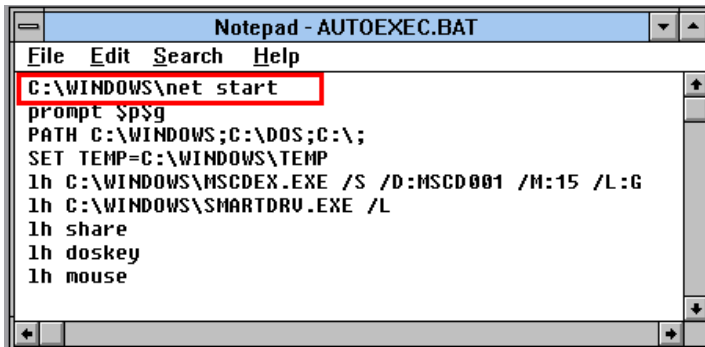 Notepad - AUTOEXEC.BAT
File Edit Search Help
C:\WINDOWS\net start
prompt $p$g
PATH C:\WINDOWS;C:\DOS;C:\;
SET TEMP=C:\WINDOWS\TEMP
lh C:\WINDOWS\MSCDEX.EXE /S /D:MSCD001 /M:15 /L:G
lh C:\WINDOWS\SMARTDRV.EXE /L
lh share
lh doskey
lh mouse